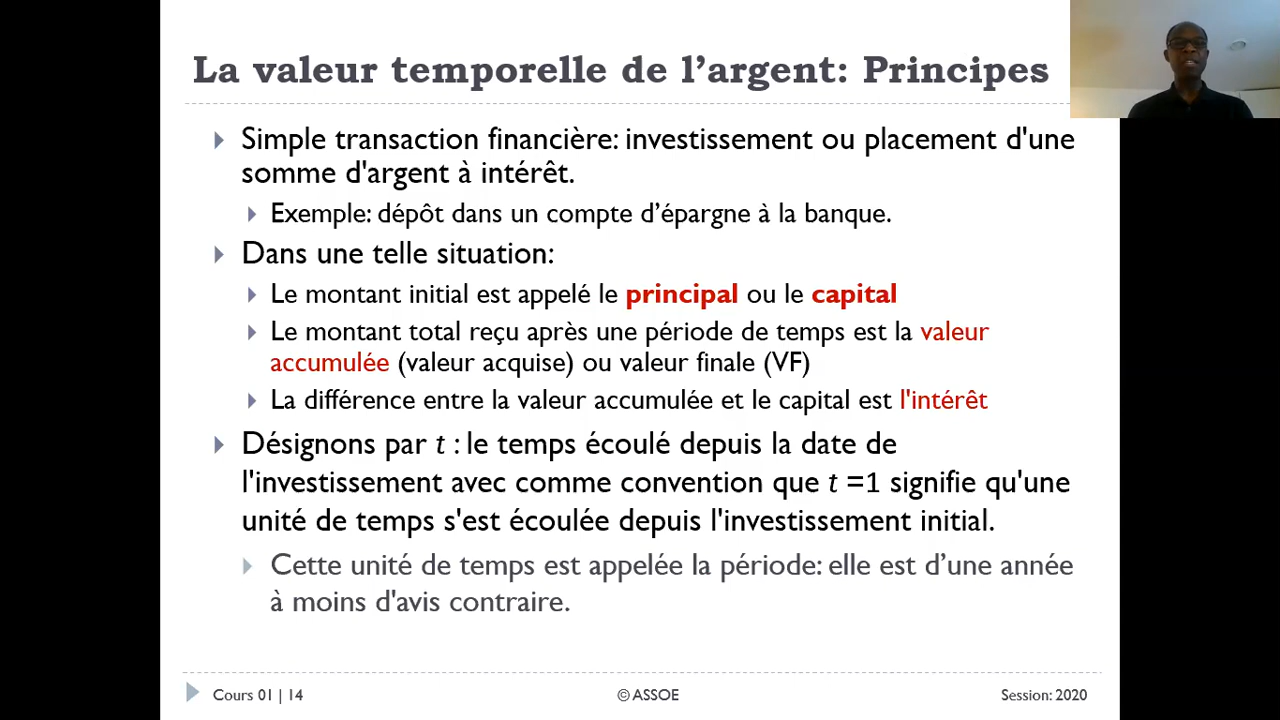 La valeur temporelle de l’argent: Principes
Simple transaction financière: investissement ou placement d'une
somme d'argent à intérêt.
Exemple: dépôt dans un compte d’épargne à la banque.
Dans une telle situation:
Le montant initial est appelé le principal ou le capital
Le montant total reçu après une période de temps est la valeur
accumulée (valeur acquise) ou valeur finale (VF)
La différence entre la valeur accumulée et le capital est l'intérêt
Désignons par t : le temps écoulé depuis la date de
l'investissement avec comme convention que t =1 signifie qu'une
unité de temps s'est écoulée depuis l'investissement initial.
Cette unité de temps est appelée la période: elle est d’une année
à moins d'avis contraire.
Cours 01 | 14
© ASSOE
Session: 2020